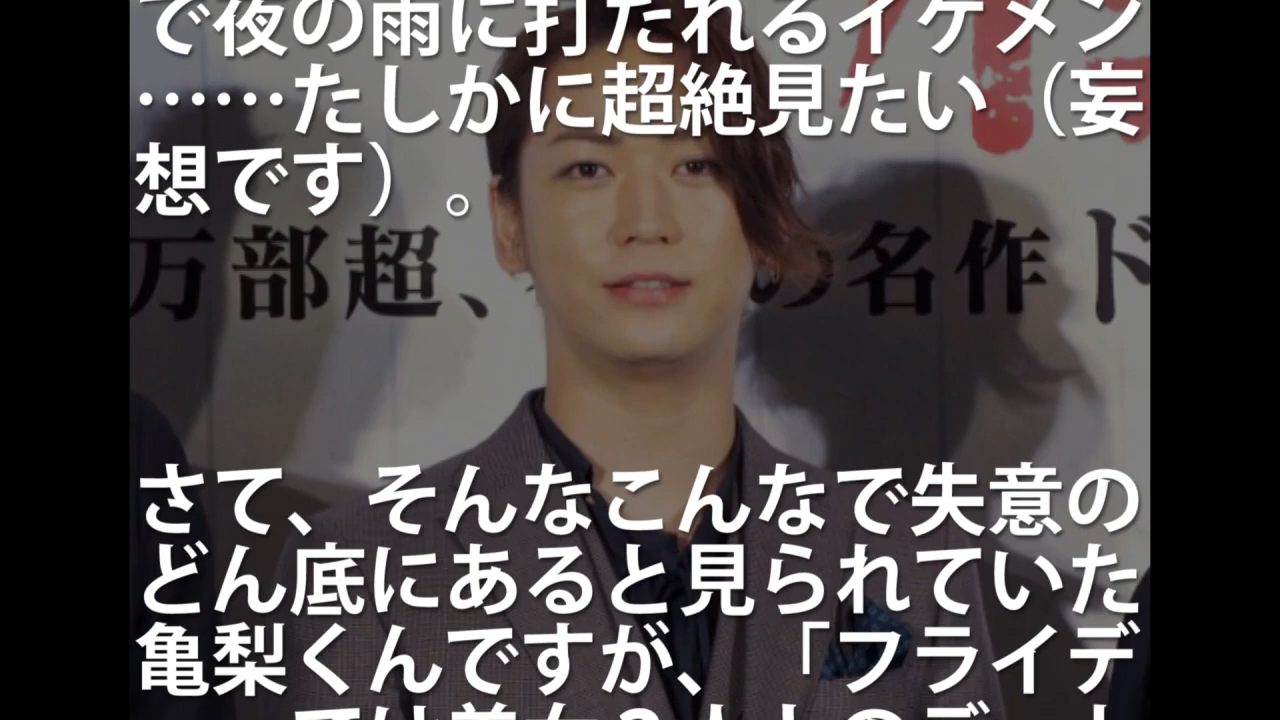 で夜の雨に打たれるイケメン
……たしかに超絶見たい（妄
想です）。
万部超、
の名作ド
さて、そんなこんなで失意の
どん底にあると見られていた
亀梨くんですが、「フライデ